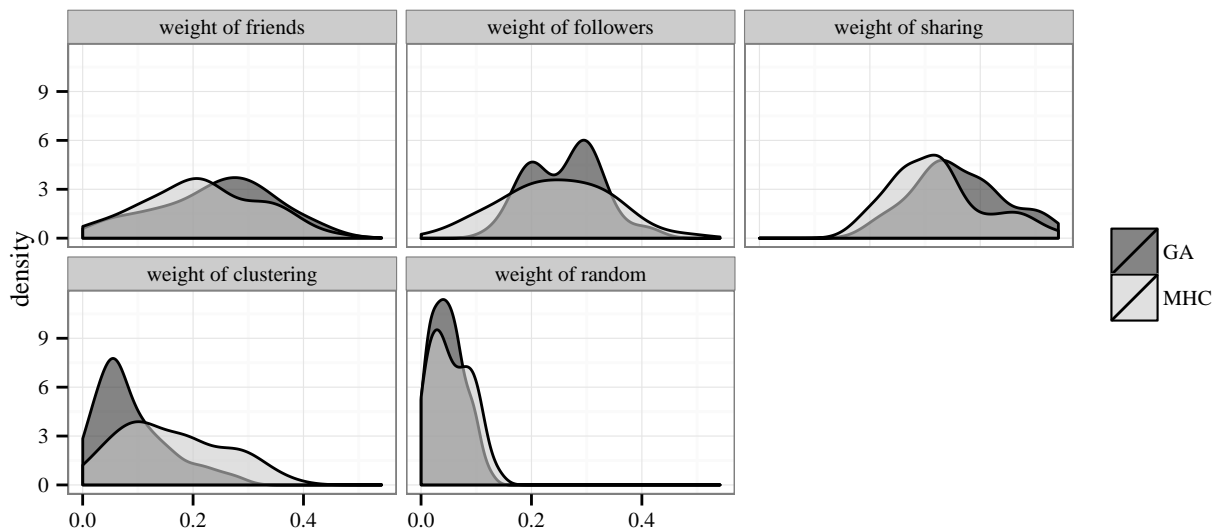 weight of friends
weight of followers
weight of sharing
9
6
3
0
density
weight of clustering
weight of random
9
6
3
0
0.0
0.2
0.4
0.0
0.2
0.4
GA
MHC